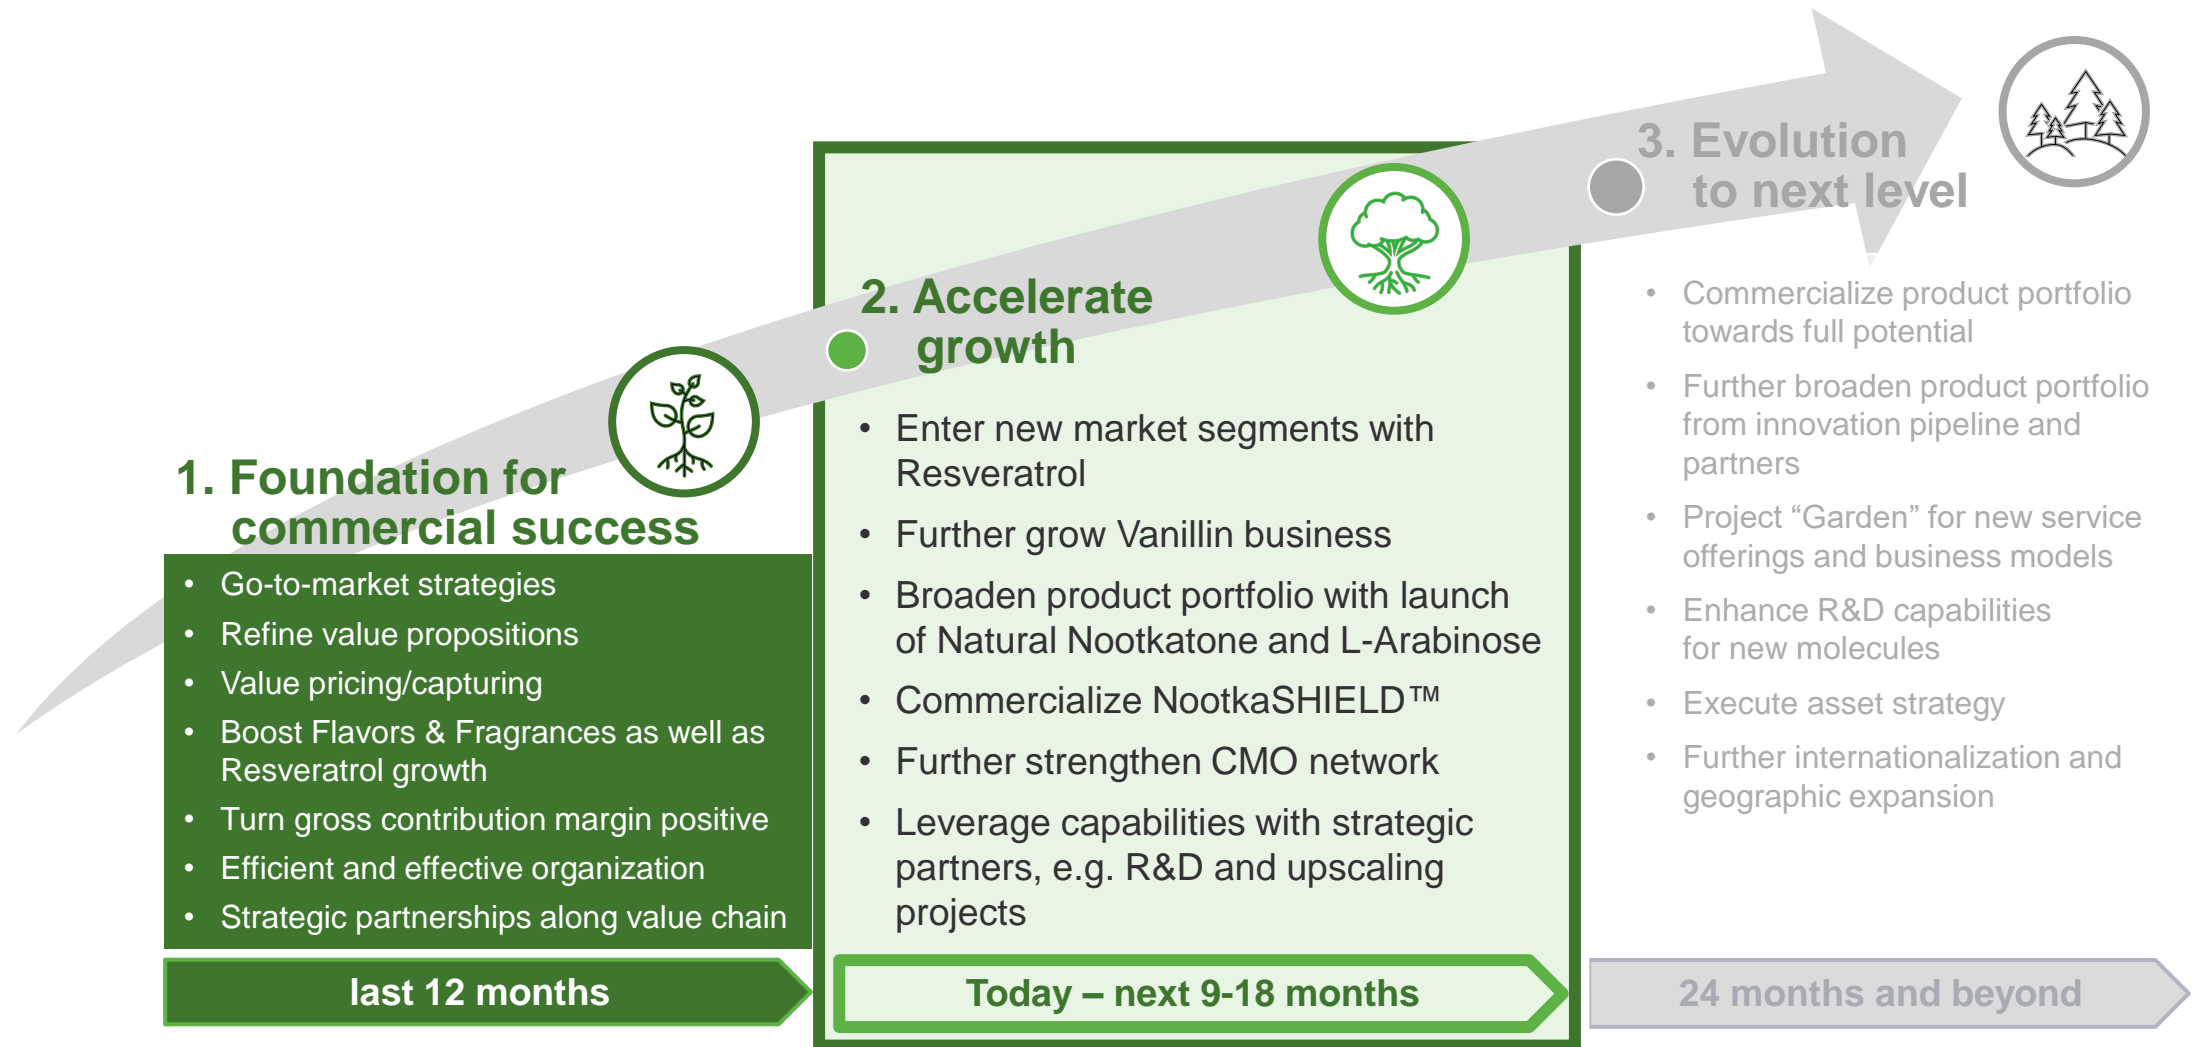 1. Foundation for
commercial success
• Go-to-market strategies
• Refine value propositions
• Value pricing/capturing
• Boost Flavors & Fragrances as well as
Resveratrol growth
• Turn gross contribution margin positive
• Efficient and effective organization
• Strategic partnerships along value chain
last 12 months
2. Accelerate
growth
• Enter new market segments with
Resveratrol
• Further grow Vanillin business
• Broaden product portfolio with launch
of Natural Nootkatone and L-Arabinose
• Commercialize NootkaSHIELD™
• Further strengthen CMO network
• Leverage capabilities with strategic
partners, e.g. R&D and upscaling
projects
Today – next 9-18 months
3. Evolution
to next level
• Commercialize product portfolio
towards full potential
• Further broaden product portfolio
from innovation pipeline and
partners
• Project “Garden” for new service
offerings and business models
• Enhance R&D capabilities
for new molecules
• Execute asset strategy
• Further internationalization and
geographic expansion
24 months and beyond